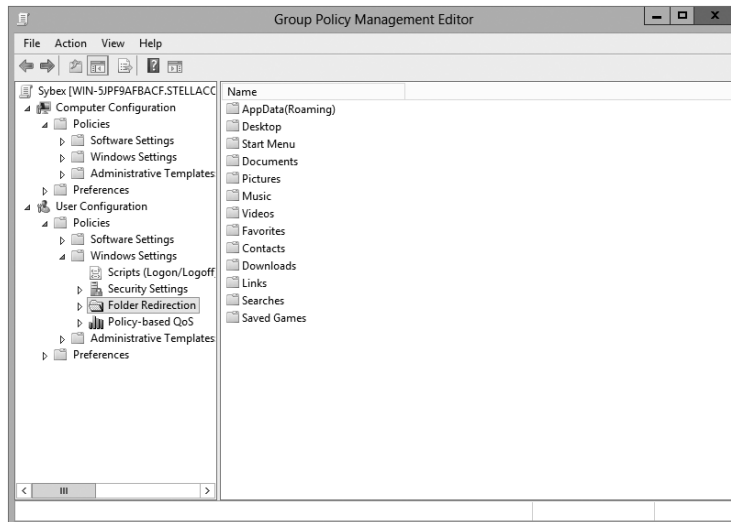 Group Policy Management Editor
File Action View Help
Sybex [WIN-5JPF9AFBACF.STELLACC
Computer Configuration
Policies
Software Settings
Windows Settings
Administrative Templates
Preferences
User Configuration
Policies
Software Settings
Windows Settings
Scripts (Logon/Logoff
Security Settings
Folder Redirection
Policy-based QoS
Administrative Templates
Preferences
Name
AppData(Roaming)
Desktop
Start Menu
Documents
Pictures
Music
Videos
Favorites
Contacts
Downloads
Links
Searches
Saved Games